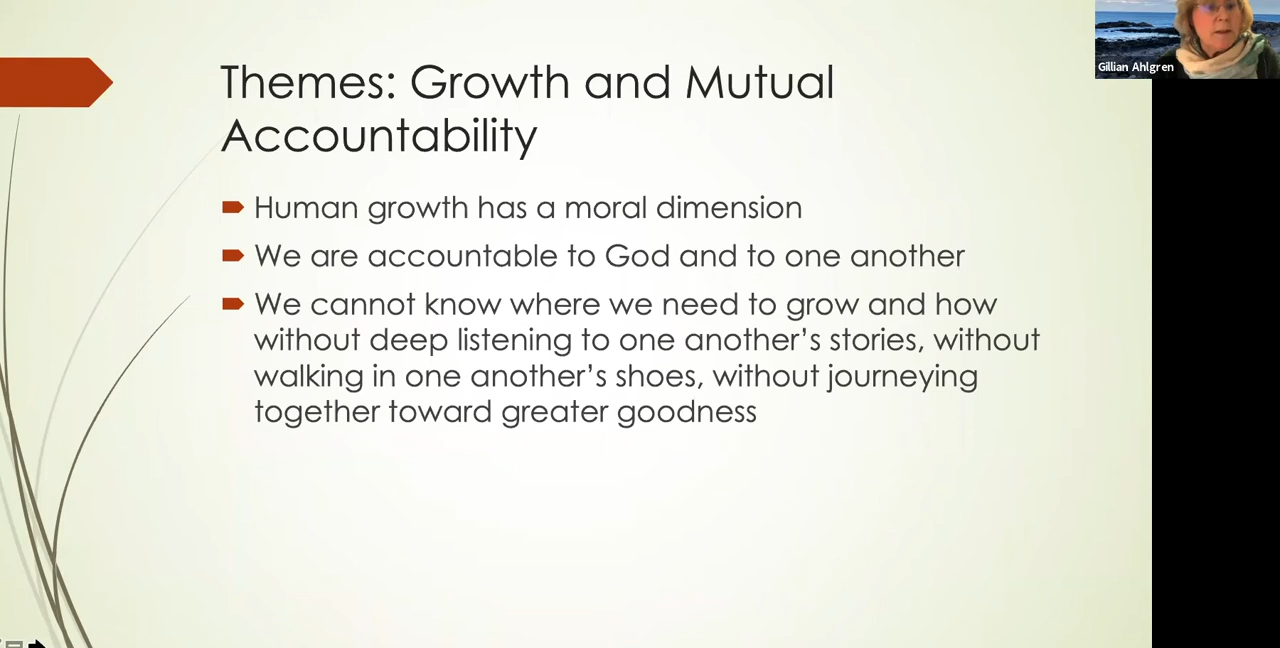 Gillian Ahlgren
Themes: Growth and Mutual
Accountability
Human growth has a moral dimension
We are accountable to God and to one another
We cannot know where we need to grow and how
without deep listening to one another’s stories, without
walking in one another’s shoes, without journeying
together toward greater goodness